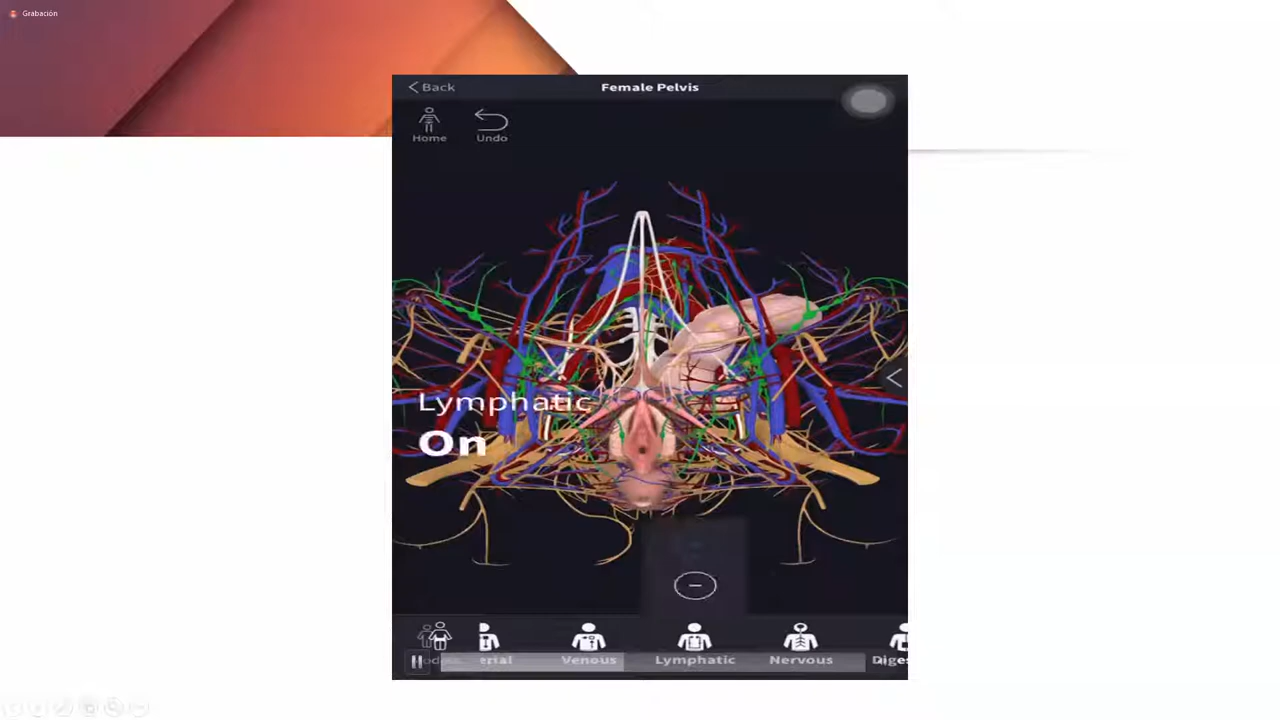 Grabación
Back
Female Pelvis
Home
Undo
Lymphatic
On
Venous
Lymphatic
Nervous